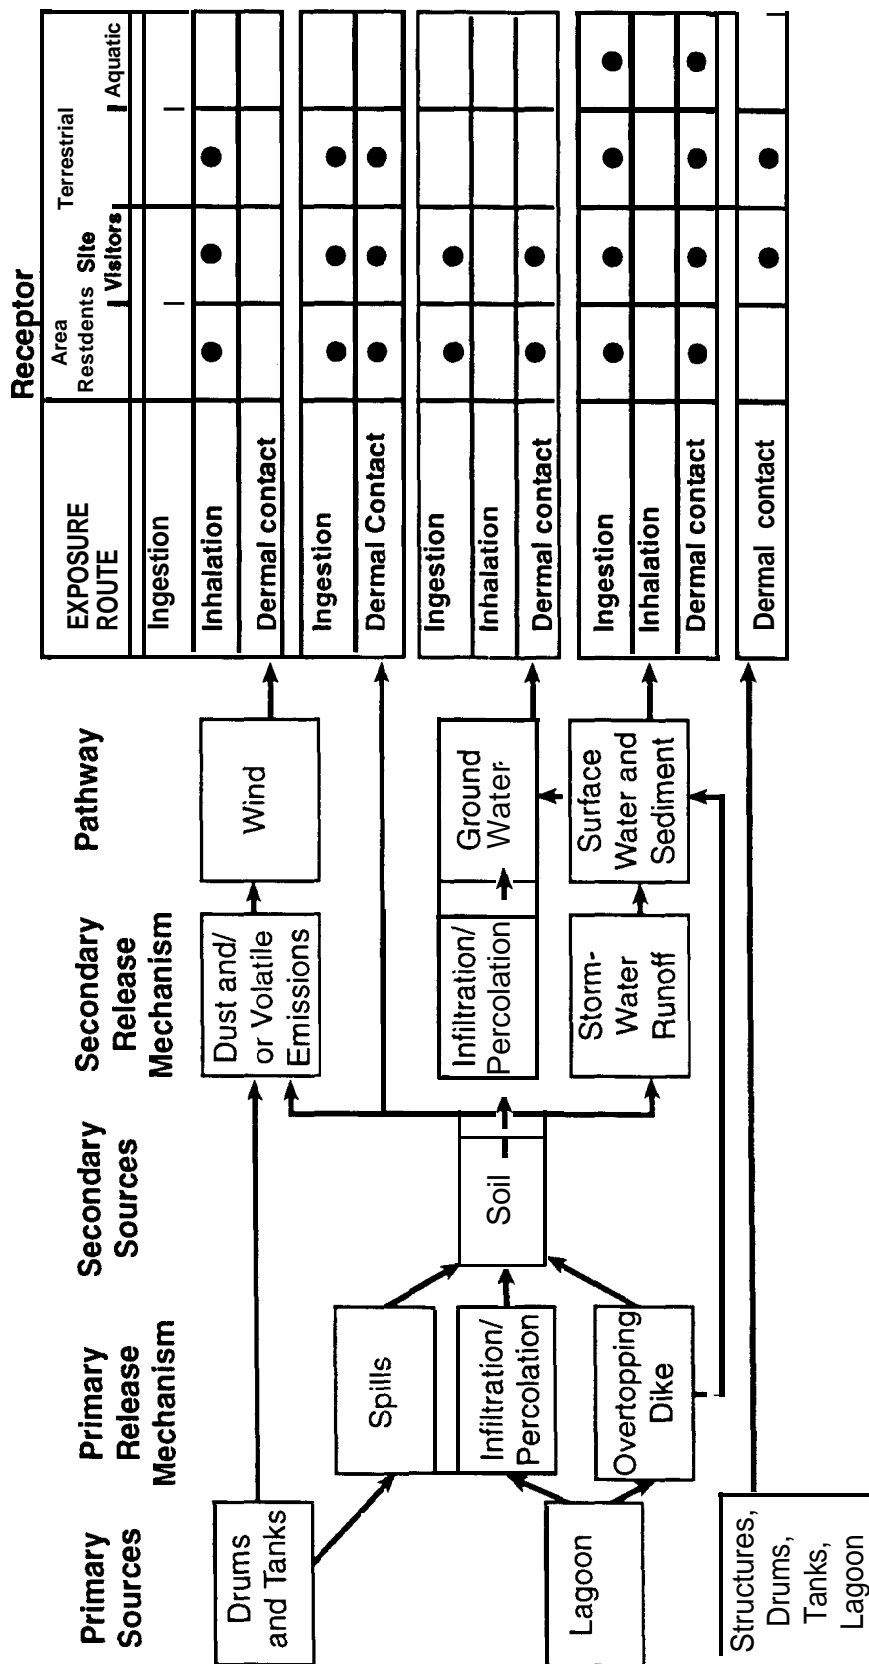 Receptor
EXPOSURE
ROUTE
Area
Restdents
Site
Visitors
Terrestrial
Aquatic
Primary
Sources
Primary
Release
Mechanism
Secondary
Sources
Secondary
Release
Mechanism
Pathway
Drums
and Tanks
Dust and/
or Volatile
Emissions
Wind
Ingestion
Inhalation
Dermal contact
Spills
Ingestion
Dermal Contact
Infiltration/
Percolation
Soil
Infiltration/
Percolation
Ground
Water
Ingestion
Inhalation
Dermal contact
Lagoon
Overtopping
Dike
Storm-
Water
Runoff
Surface
Water and
Sediment
Ingestion
Inhalation
Dermal contact
Structures,
Drums,
Tanks,
Lagoon
Dermal contact